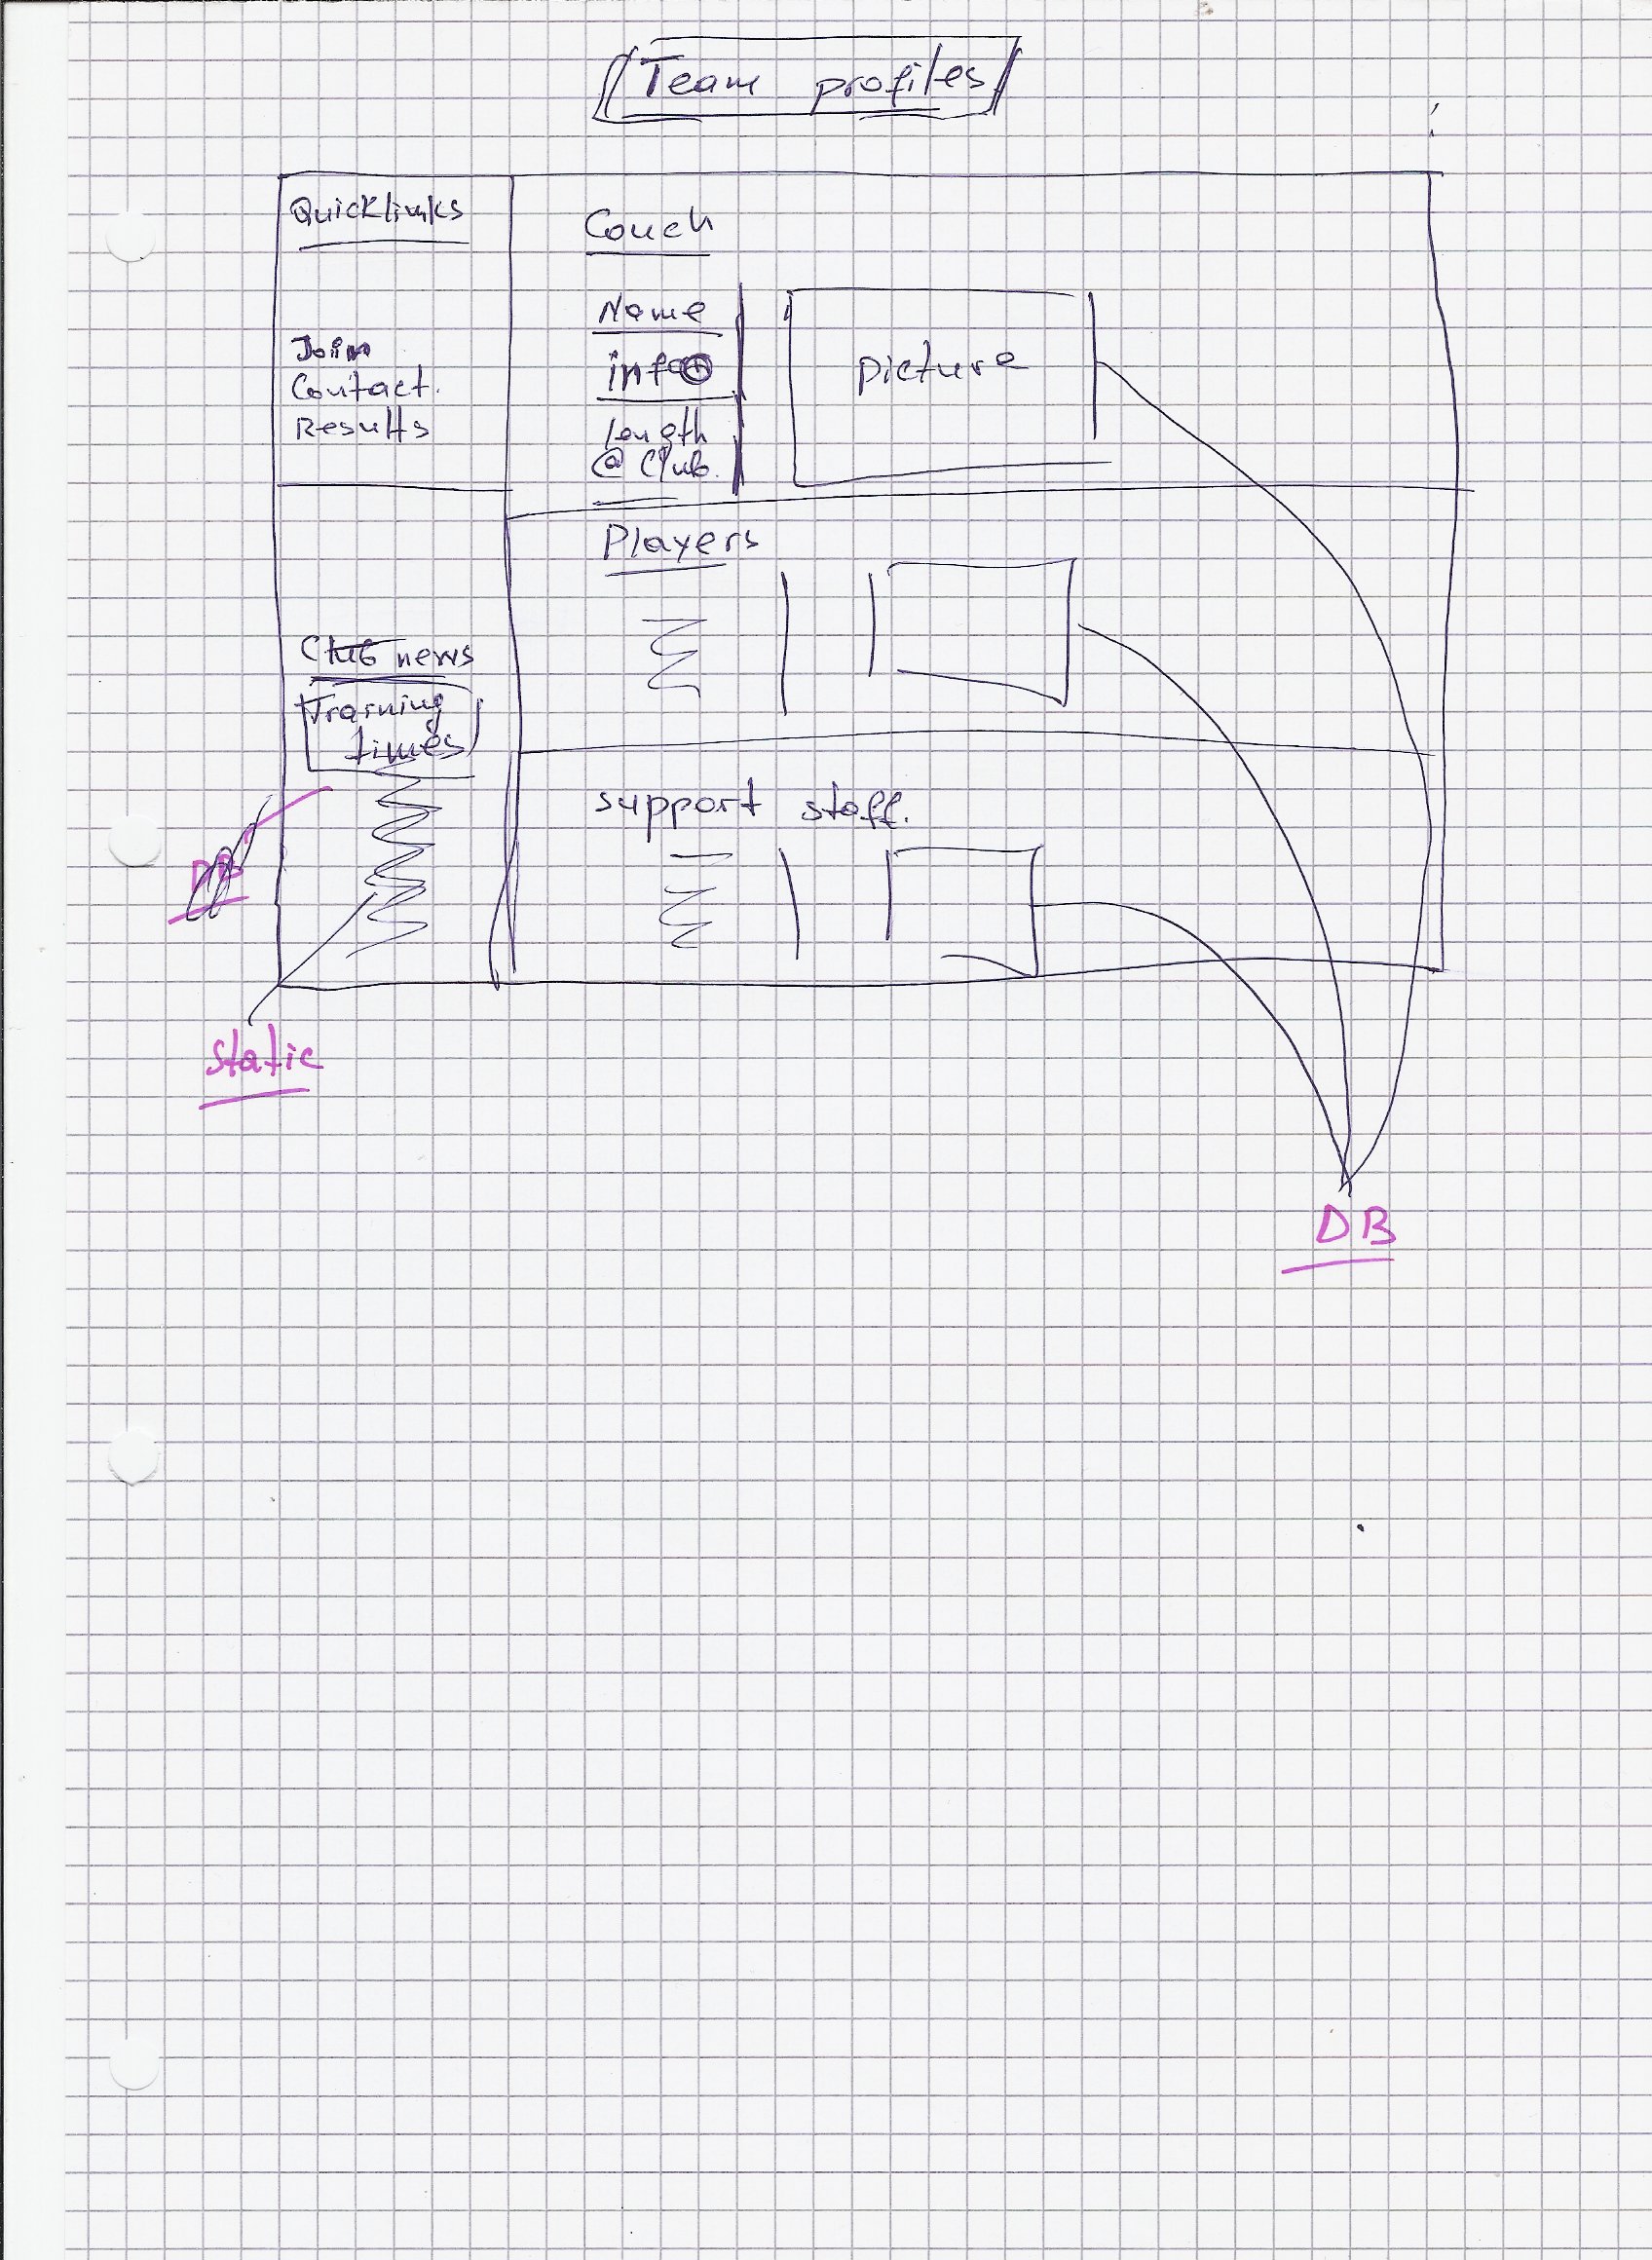 Team profiles
Quicklinks
Join
Contact.
Results
Club news
Training
times
DB
static
Couch
Name
info
length
@ Club.
picture
Players
support staff.
DB